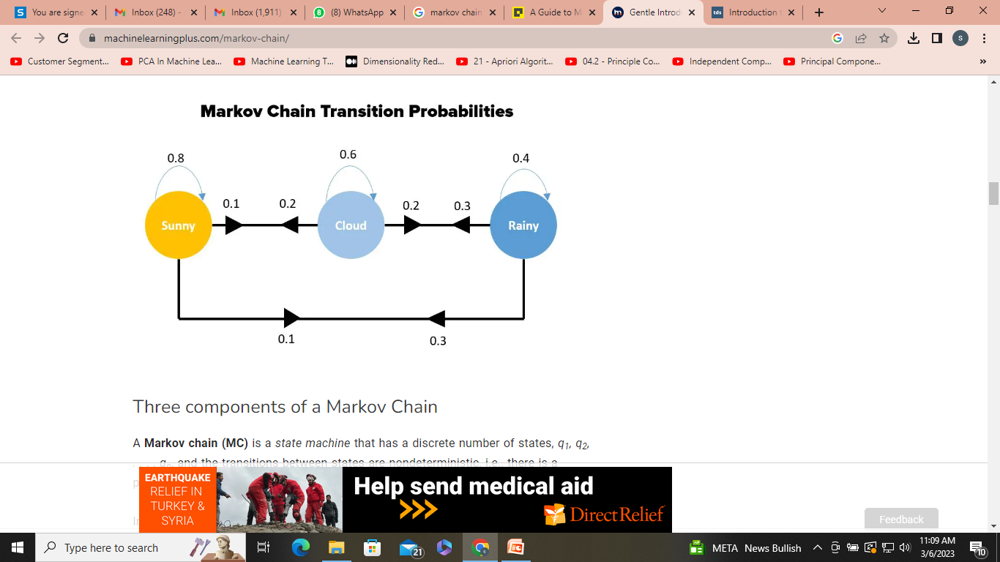 You are signe
Inbox (248) -
Inbox (1,911)
(8) WhatsApp
markov chain
A Guide to M
Gentle Introd
Introduction t
machinelearningplus.com/markov-chain/
Customer Segment...
PCA In Machine Lea...
Machine Learning T...
Dimensionality Red...
21 - Apriori Algorit...
04.2 - Principle Co...
Independent Comp...
Principal Compone...
Markov Chain Transition Probabilities
0.8
0.6
0.4
0.1
0.2
0.2
0.3
Sunny
Cloud
Rainy
0.1
0.3
Three components of a Markov Chain
A Markov chain (MC) is a state machine that has a discrete number of states, q1, q2,
and the transitions between states are nondeterministic, i.e., there is a
EARTHQUAKE
RELIEF IN
TURKEY &
SYRIA
Help send medical aid
DirectRelief
Feedback
Type here to search
21
META News Bullish
11:09 AM
3/6/2023
10